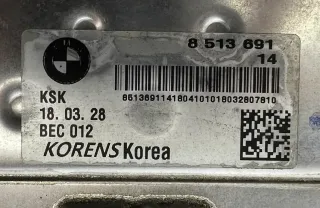 8 513 691
14
8513691141804101018032807810
KSK
18. 03. 28
BEC 012
KORENS Korea